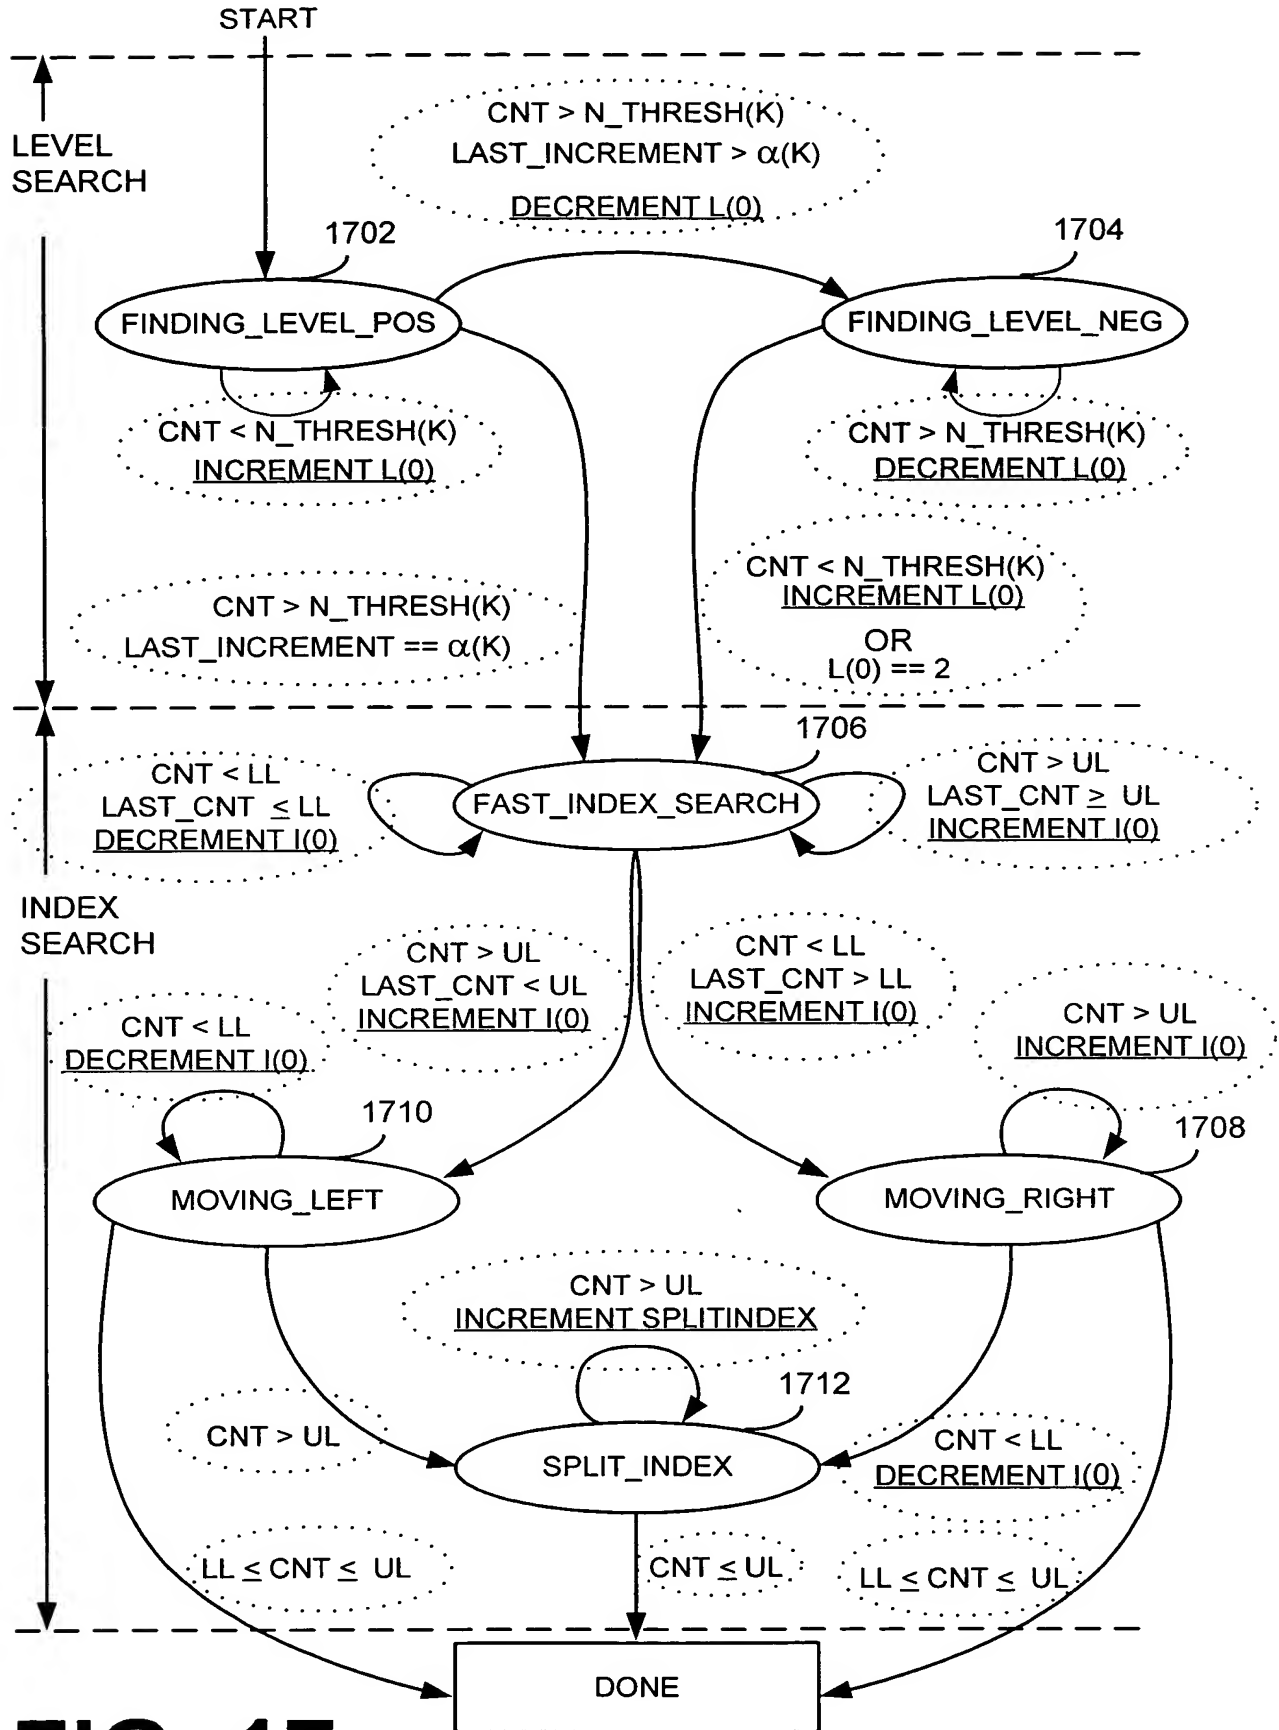 START
LEVEL
SEARCH
CNT > N_THRESH(K)
LAST_INCREMENT > α(K)
DECREMENT L(0)
1702
1704
FINDING_LEVEL_POS
FINDING_LEVEL_NEG
CNT < N_THRESH(K)
INCREMENT L(0)
CNT > N_THRESH(K)
DECREMENT L(0)
CNT > N_THRESH(K)
LAST_INCREMENT == α(K)
CNT < N_THRESH(K)
INCREMENT L(0)
OR
L(0) == 2
1706
CNT < LL
LAST_CNT ≤ LL
DECREMENT I(0)
FAST_INDEX_SEARCH
CNT > UL
LAST_CNT ≥ UL
INCREMENT I(0)
INDEX
SEARCH
CNT > UL
LAST_CNT < UL
INCREMENT I(0)
CNT < LL
LAST_CNT > LL
INCREMENT I(0)
CNT < LL
DECREMENT I(0)
CNT > UL
INCREMENT I(0)
1710
1708
MOVING_LEFT
MOVING_RIGHT
CNT > UL
INCREMENT SPLITINDEX
1712
CNT > UL
SPLIT_INDEX
CNT < LL
DECREMENT I(0)
LL ≤ CNT ≤ UL
CNT ≤ UL
LL ≤ CNT ≤ UL
DONE